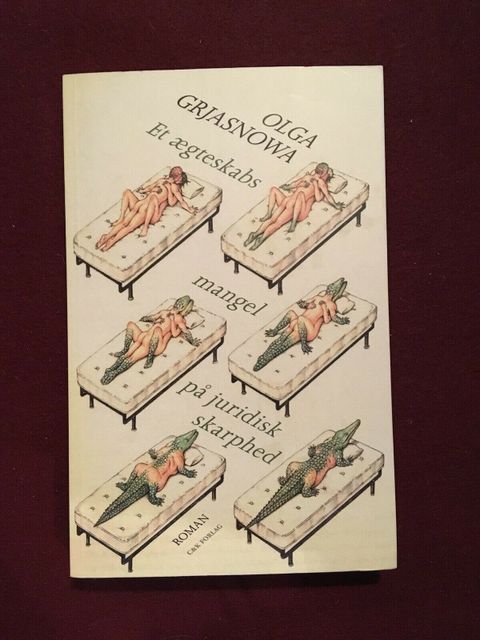 OLGA
GRJASNOWA
Et ægteskabs
mangel
på juridisk
skarphed
ROMAN
C&K FORLAG